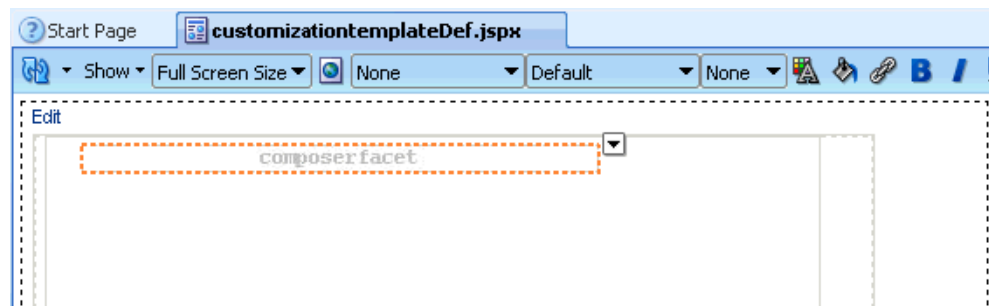 Start Page customizationtemplateDef.jspx
Show Full Screen Size None Default None A B I
Edit
composerfacet